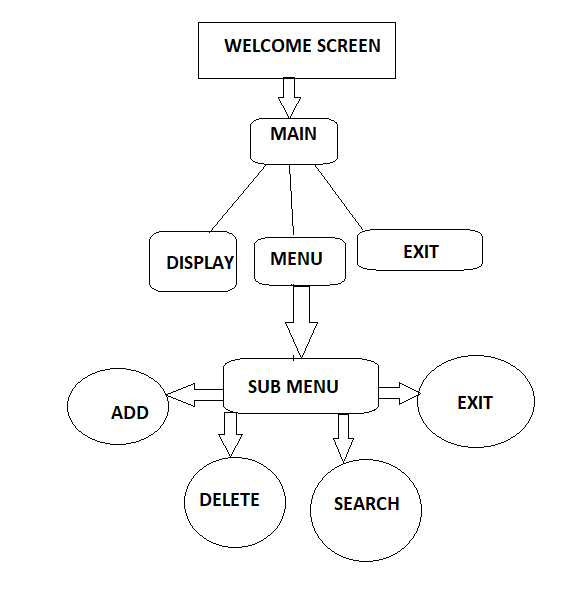 WELCOME SCREEN
MAIN
DISPLAY
MENU
EXIT
SUB MENU
ADD
EXIT
DELETE
SEARCH